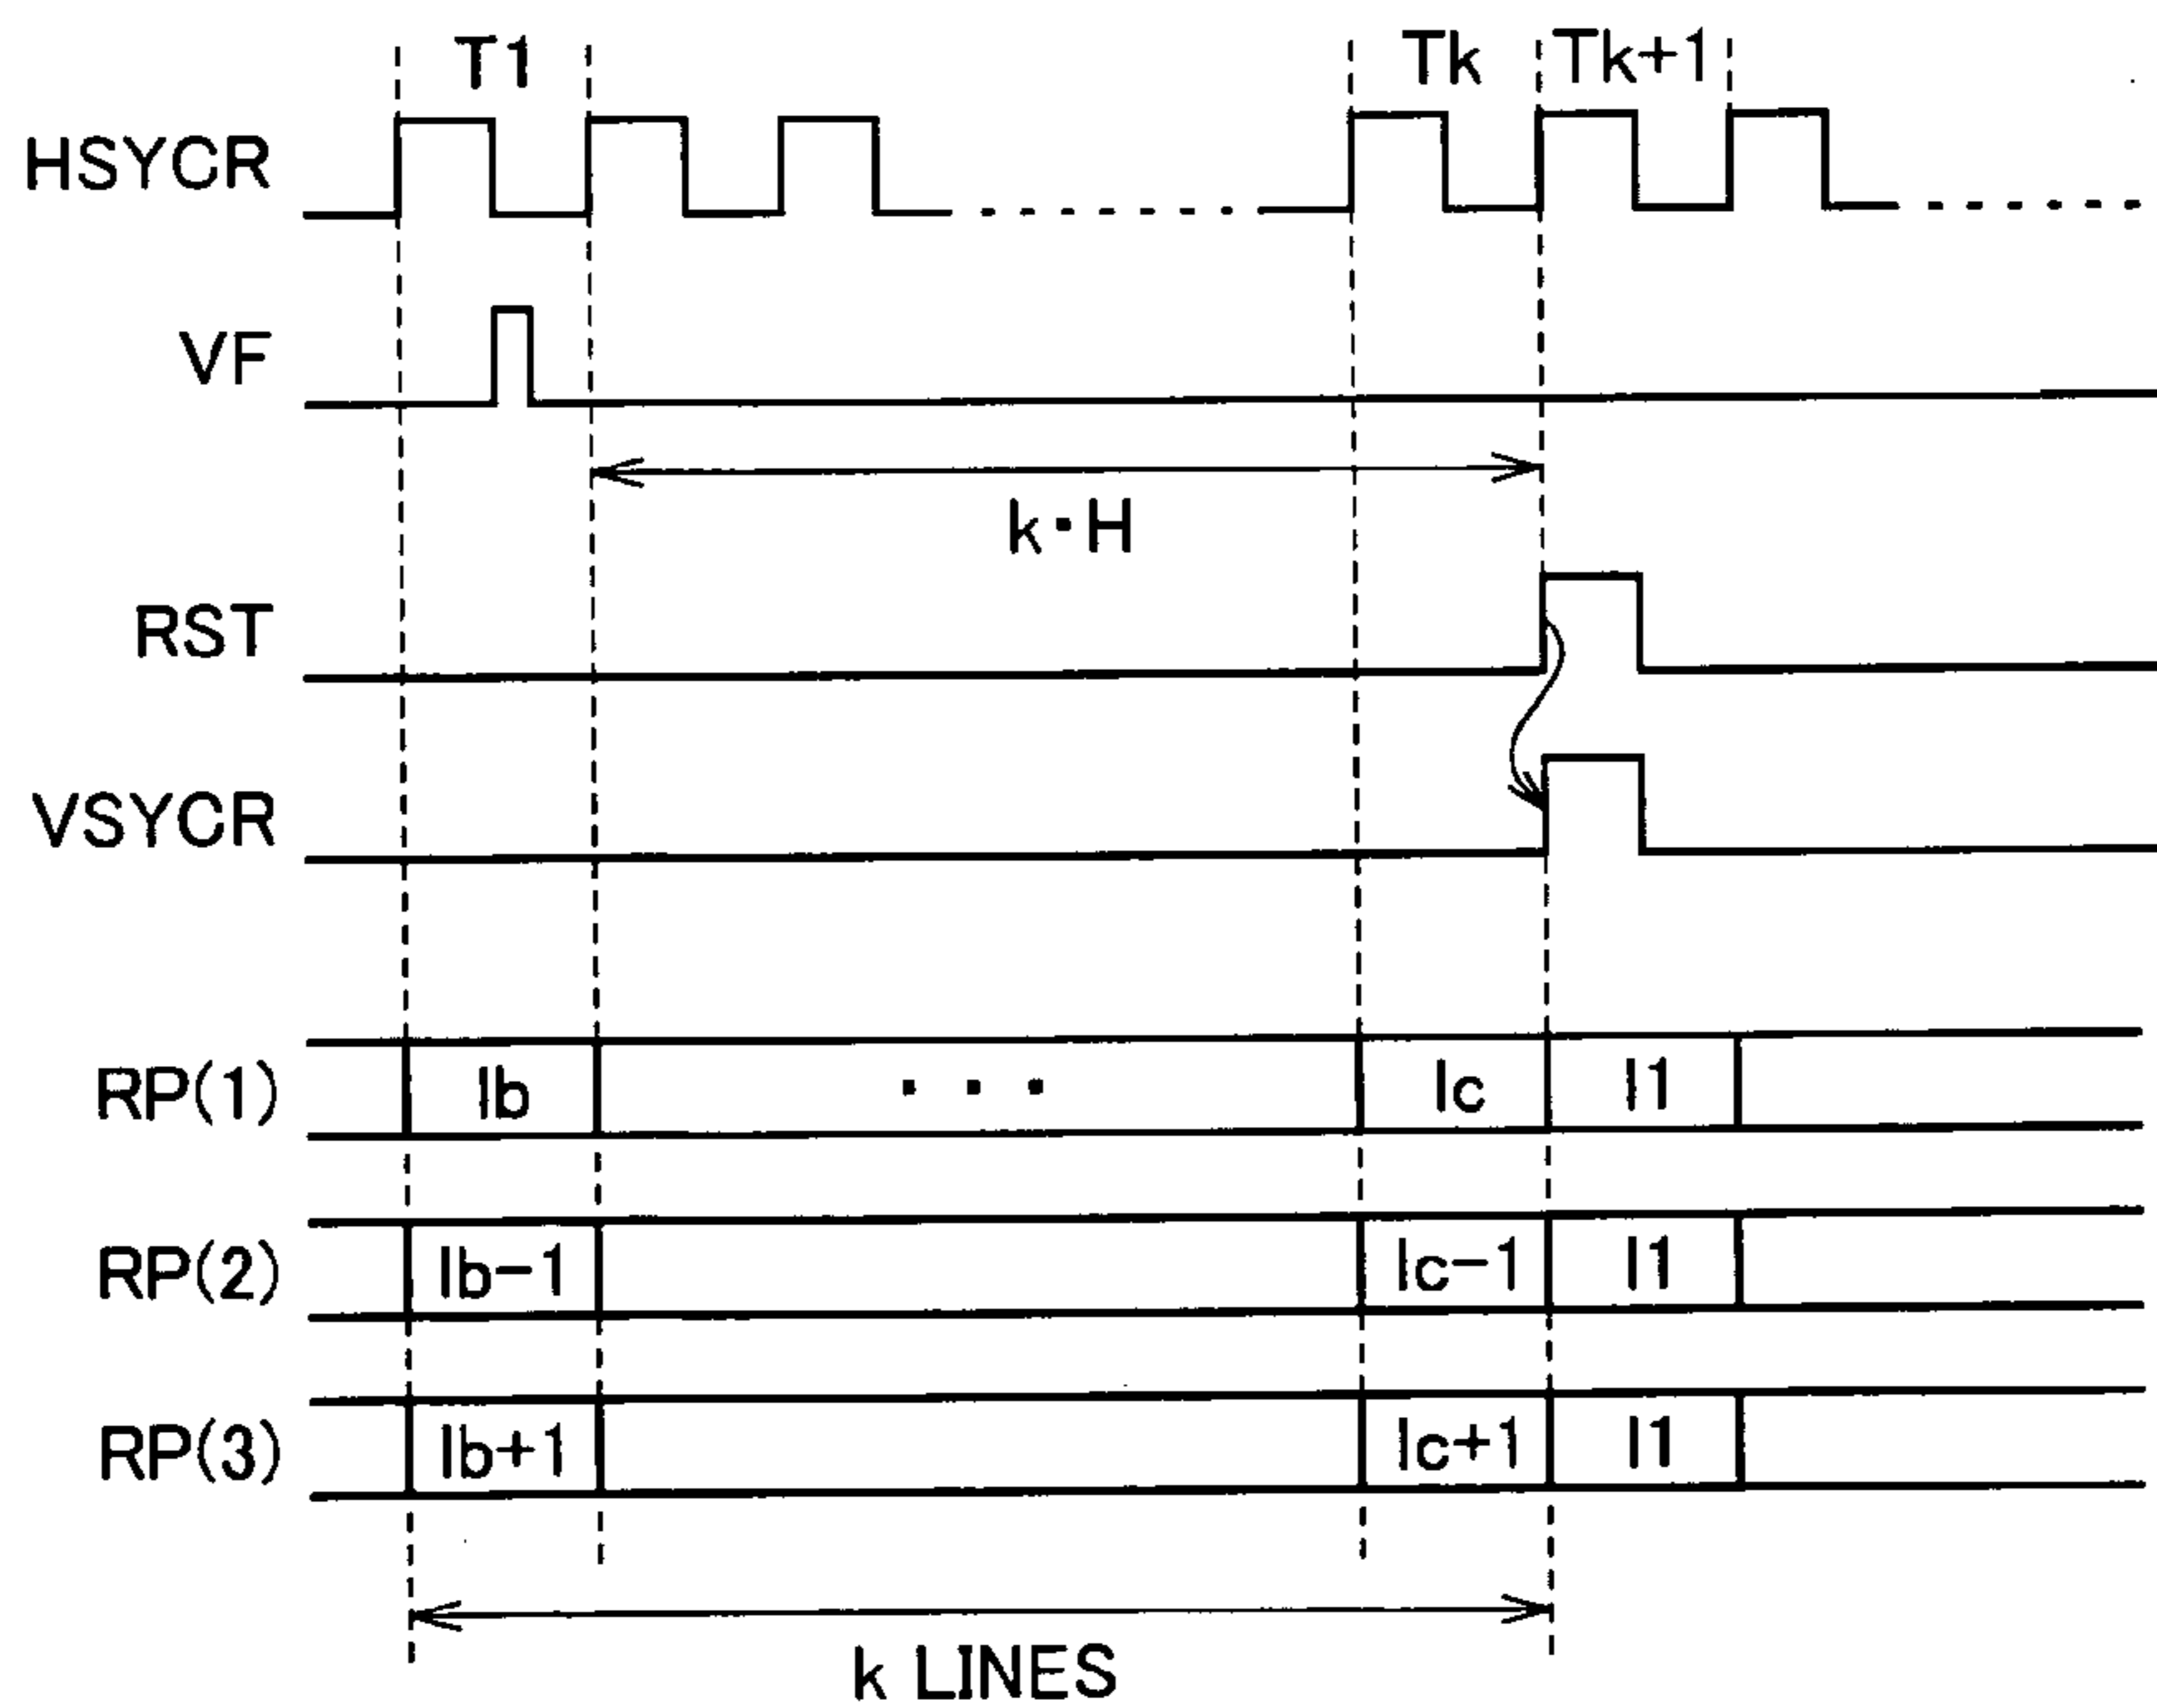 T1 Tk Tk+1
HSYCR
VF
k・H
RST
VSYCR
RP(1) lb ・・・ lc l1
RP(2) lb-1 lc-1 l1
RP(3) lb+1 lc+1 l1
k LINES